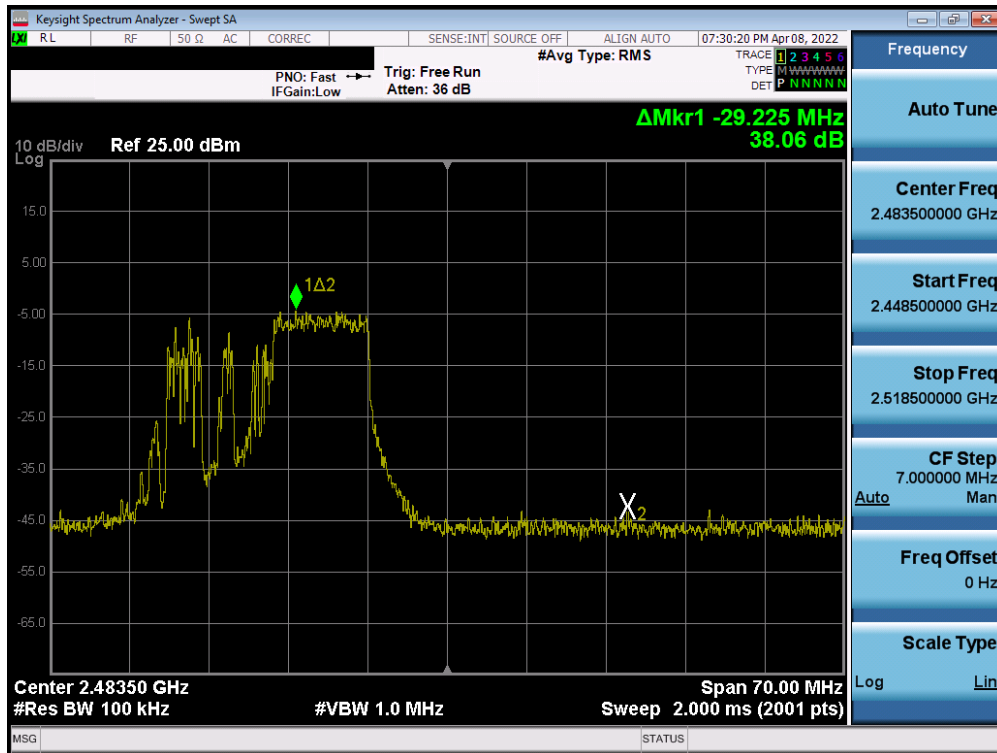 Keysight Spectrum Analyzer - Swept SA
LXI RL RF 50 Ω AC CORREC SENSE:INT SOURCE OFF ALIGN AUTO 07:30:20 PM Apr 08, 2022
#Avg Type: RMS
TRACE 1 2 3 4 5 6
TYPE M WWWWW
DET P N N N N N
PNO: Fast
IFGain:Low
Trig: Free Run
Atten: 36 dB
ΔMkr1 -29.225 MHz
38.06 dB
10 dB/div
Log
Ref 25.00 dBm
15.0
5.00
-5.00
-15.0
-25.0
-35.0
-45.0
-55.0
-65.0
1Δ2
X2
Center 2.48350 GHz
#Res BW 100 kHz
#VBW 1.0 MHz
Span 70.00 MHz
Sweep 2.000 ms (2001 pts)
MSG
STATUS
Frequency
Auto Tune
Center Freq
2.483500000 GHz
Start Freq
2.448500000 GHz
Stop Freq
2.518500000 GHz
CF Step
7.000000 MHz
Auto Man
Freq Offset
0 Hz
Scale Type
Log Lin